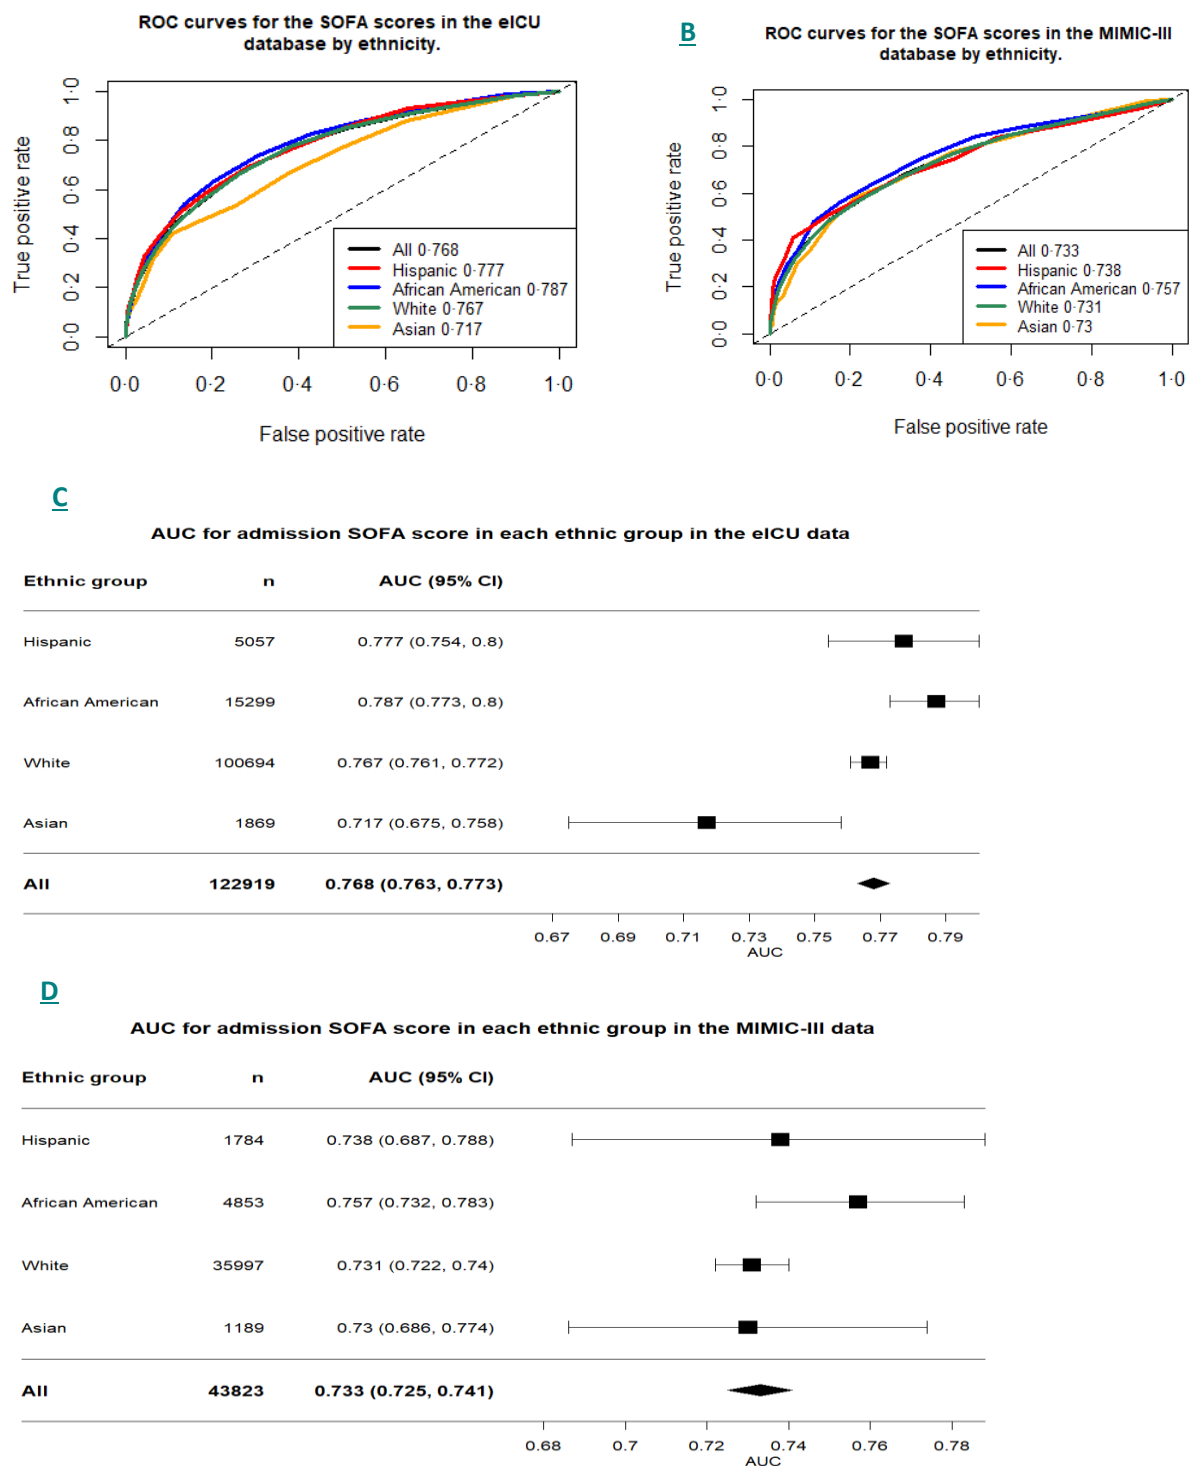 ROC curves for the SOFA scores in the eICU
database by ethnicity.
True positive rate
0·0 0·2 0·4 0·6 0·8 1·0
All 0·768
Hispanic 0·777
African American 0·787
White 0·767
Asian 0·717
0·0 0·2 0·4 0·6 0·8 1·0
False positive rate
B
ROC curves for the SOFA scores in the MIMIC-III
database by ethnicity.
True positive rate
0·0 0·2 0·4 0·6 0·8 1·0
All 0·733
Hispanic 0·738
African American 0·757
White 0·731
Asian 0·73
0·0 0·2 0·4 0·6 0·8 1·0
False positive rate
C
AUC for admission SOFA score in each ethnic group in the eICU data
Ethnic group n AUC (95% CI)
Hispanic 5057 0.777 (0.754, 0.8)
African American 15299 0.787 (0.773, 0.8)
White 100694 0.767 (0.761, 0.772)
Asian 1869 0.717 (0.675, 0.758)
All 122919 0.768 (0.763, 0.773)
0.67 0.69 0.71 0.73 0.75 0.77 0.79
AUC
D
AUC for admission SOFA score in each ethnic group in the MIMIC-III data
Ethnic group n AUC (95% CI)
Hispanic 1784 0.738 (0.687, 0.788)
African American 4853 0.757 (0.732, 0.783)
White 35997 0.731 (0.722, 0.74)
Asian 1189 0.73 (0.686, 0.774)
All 43823 0.733 (0.725, 0.741)
0.68 0.7 0.72 0.74 0.76 0.78
AUC